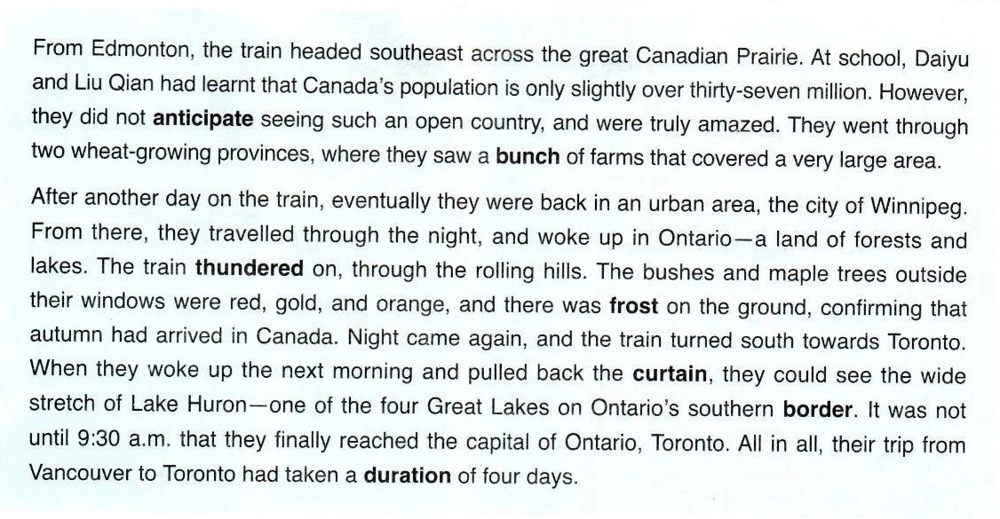 From Edmonton, the train headed southeast across the great Canadian Prairie. At school, Daiyu
and Liu Qian had learnt that Canada's population is only slightly over thirty-seven million. However,
they did not anticipate seeing such an open country, and were truly amazed. They went through
two wheat-growing provinces, where they saw a bunch of farms that covered a very large area.
After another day on the train, eventually they were back in an urban area, the city of Winnipeg.
From there, they travelled through the night, and woke up in Ontario—a land of forests and
lakes. The train thundered on, through the rolling hills. The bushes and maple trees outside
their windows were red, gold, and orange, and there was frost on the ground, confirming that
autumn had arrived in Canada. Night came again, and the train turned south towards Toronto.
When they woke up the next morning and pulled back the curtain, they could see the wide
stretch of Lake Huron—one of the four Great Lakes on Ontario's southern border. It was not
until 9:30 a.m. that they finally reached the capital of Ontario, Toronto. All in all, their trip from
Vancouver to Toronto had taken a duration of four days.